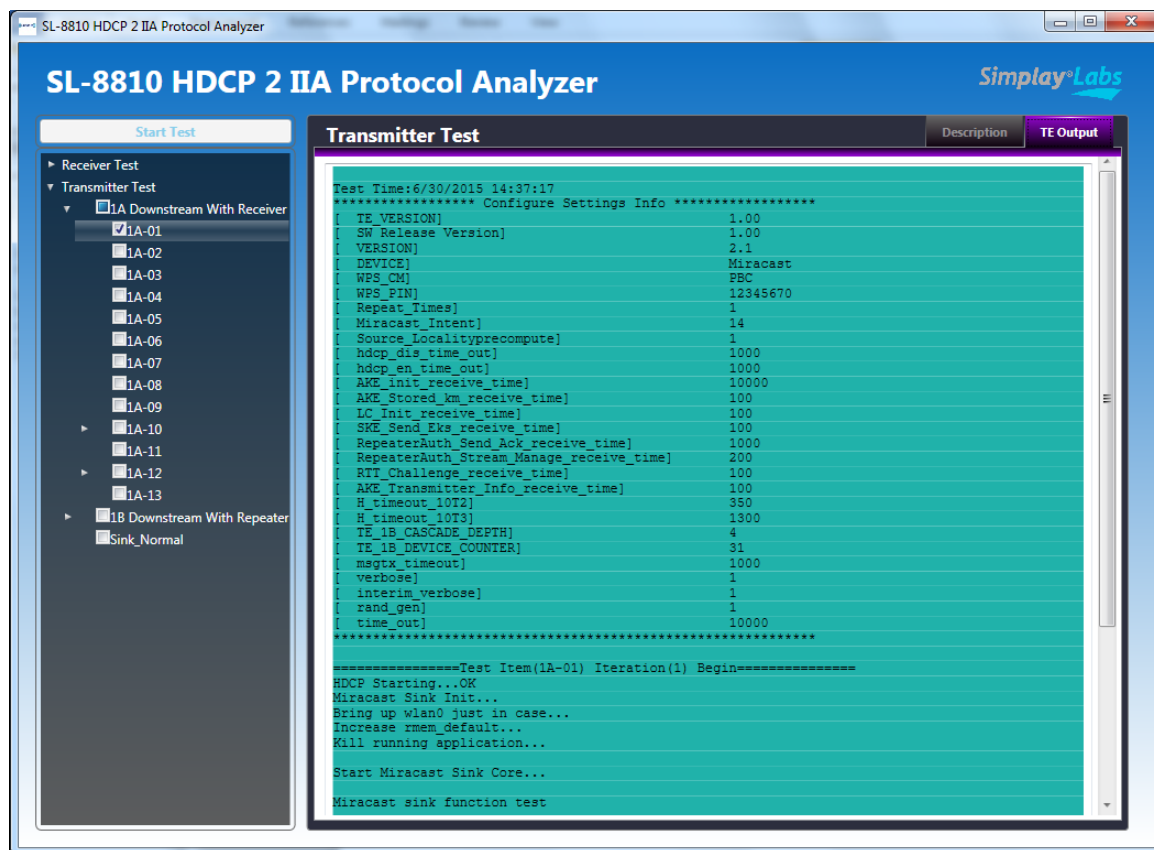 References Mailings Review View
SL-8810 HDCP 2 IIA Protocol Analyzer
SL-8810 HDCP 2 IIA Protocol Analyzer
Simplay Labs
Start Test
Receiver Test
Transmitter Test
1A Downstream With Receiver
1A-01
1A-02
1A-03
1A-04
1A-05
1A-06
1A-07
1A-08
1A-09
1A-10
1A-11
1A-12
1A-13
1B Downstream With Repeater
Sink_Normal
Transmitter Test
Description
TE Output
Test Time:6/30/2015 14:37:17
****************** Configure Settings Info ******************
[ TE_VERSION] 1.00
[ SW Release Version] 1.00
[ VERSION] 2.1
[ DEVICE] Miracast
[ WPS_CM] PBC
[ WPS_PIN] 12345670
[ Repeat_Times] 1
[ Miracast_Intent] 14
[ Source_Localityprecompute] 1
[ hdcp_dis_time_out] 1000
[ hdcp_en_time_out] 1000
[ AKE_init_receive_time] 10000
[ AKE_Stored_km_receive_time] 100
[ LC_Init_receive_time] 100
[ SKE_Send_Eks_receive_time] 100
[ RepeaterAuth_Send_Ack_receive_time] 1000
[ RepeaterAuth_Stream_Manage_receive_time] 200
[ RTT_Challenge_receive_time] 100
[ AKE_Transmitter_Info_receive_time] 100
[ H_timeout_10T2] 350
[ H_timeout_10T3] 1300
[ TE_1B_CASCADE_DEPTH] 4
[ TE_1B_DEVICE_COUNTER] 31
[ msgtx_timeout] 1000
[ verbose] 1
[ interim_verbose] 1
[ rand_gen] 1
[ time_out] 10000
*************************************************************
================Test Item(1A-01) Iteration(1) Begin===============
HDCP Starting...OK
Miracast Sink Init...
Bring up wlan0 just in case...
Increase rmem_default...
Kill running application...
Start Miracast Sink Core...
Miracast sink function test